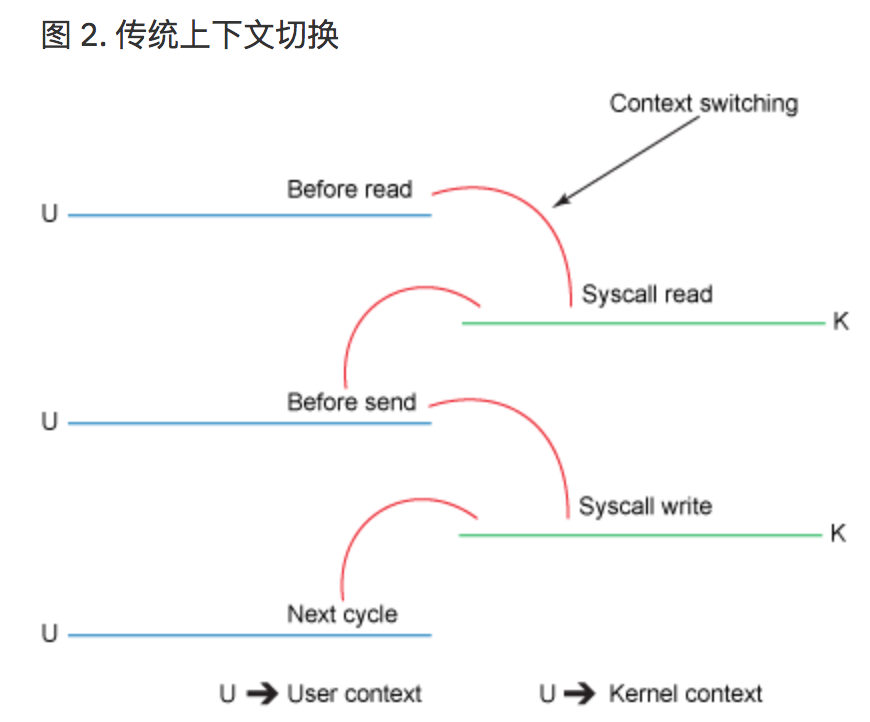 图 2. 传统上下文切换
Context switching
Before read
U
Syscall read
K
Before send
U
Syscall write
K
Next cycle
U
U → User context
U → Kernel context